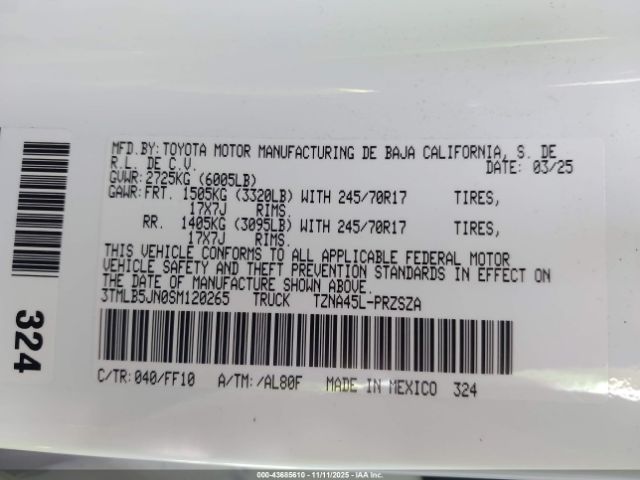 MFD.BY:TOYOTA MOTOR MANUFACTURING DE BAJA CALIFORNIA, S. DE
R.L. DE C.V. DATE: 03/25
GVWR:2725KG (6005LB)
GAWR:FRT. 1505KG (3320LB) WITH 245/70R17 TIRES,
17X7J RIMS.
RR. 1405KG (3095LB) WITH 245/70R17 TIRES,
17X7J RIMS.
THIS VEHICLE CONFORMS TO ALL APPLICABLE FEDERAL MOTOR
VEHICLE SAFETY AND THEFT PREVENTION STANDARDS IN EFFECT ON
THE DATE OF MANUFACTURE SHOWN ABOVE.
3TMLB5JN0SM120265 TRUCK TZNA45L-PRZSZA
C/TR:040/FF10 A/TM:/AL80F MADE IN MEXICO 324
324
000-43685610 - 11/11/2025 - IAA Inc.